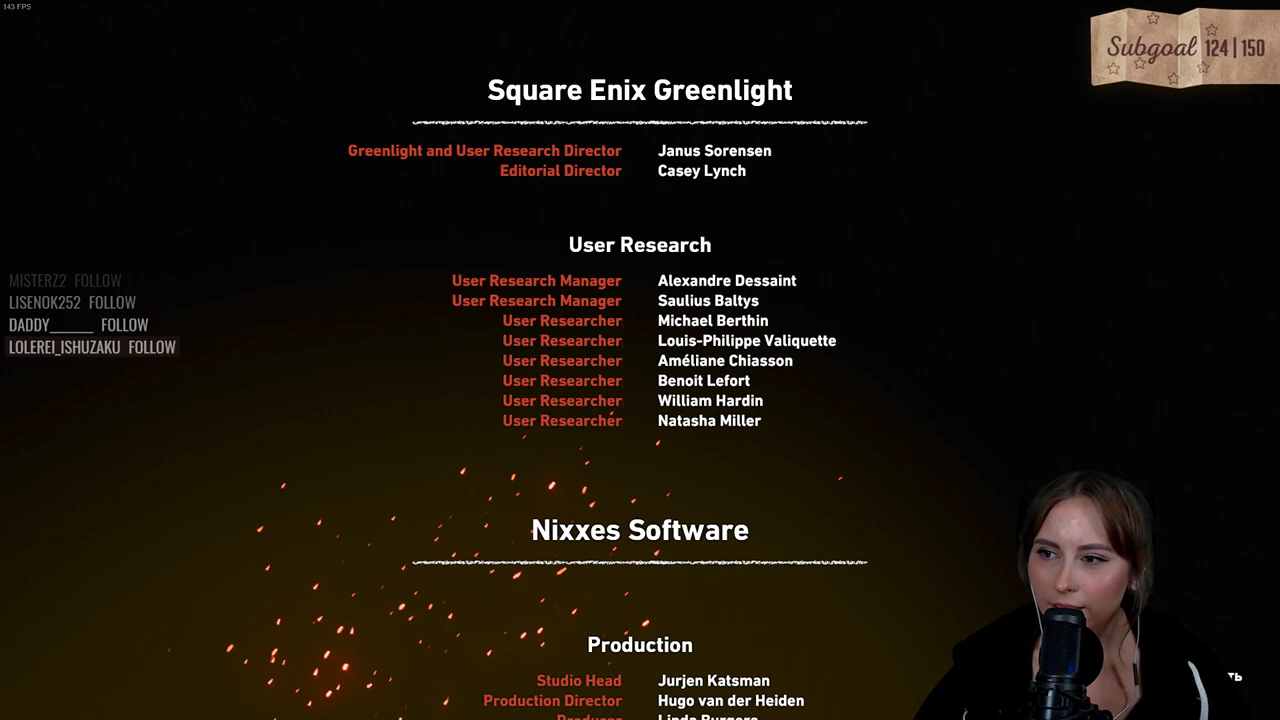 143 FPS
Subgoal 124 | 150
Square Enix Greenlight
Greenlight and User Research Director Janus Sorensen
Editorial Director Casey Lynch
User Research
User Research Manager Alexandre Dessaint
User Research Manager Saulius Baltys
User Researcher Michael Berthin
User Researcher Louis-Philippe Valiquette
User Researcher Améliane Chiasson
User Researcher Benoit Lefort
User Researcher William Hardin
User Researcher Natasha Miller
MISTERZ2 FOLLOW
LISENOK252 FOLLOW
DADDY______ FOLLOW
LOLEREI_ISHUZAKU FOLLOW
Nixxes Software
Production
Studio Head Jurjen Katsman
Production Director Hugo van der Heiden
Producer Linda Burgers
ть